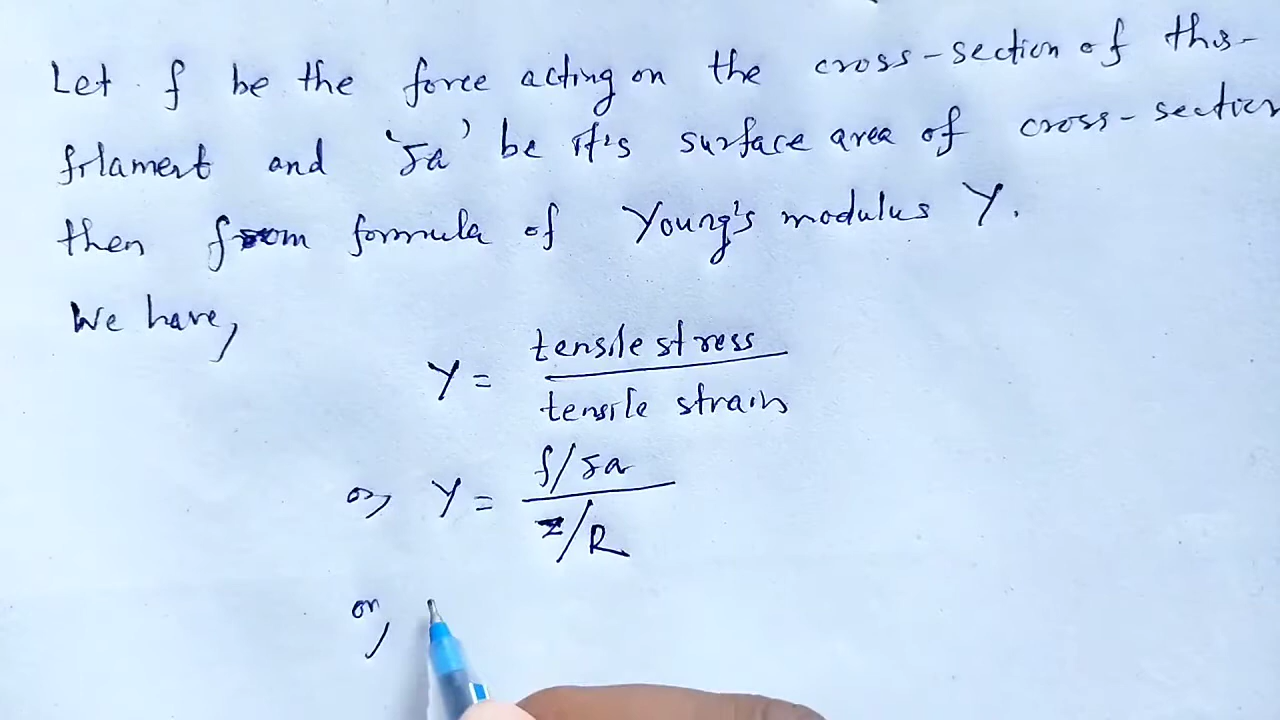 Let f be the force acting on the cross-section of this
filament and 'δa' be it's surface area of cross-section
then from formula of Young's modulus Y.
We have,
Y = tensile stress / tensile strain
or, Y = f/δa / z/R
or,